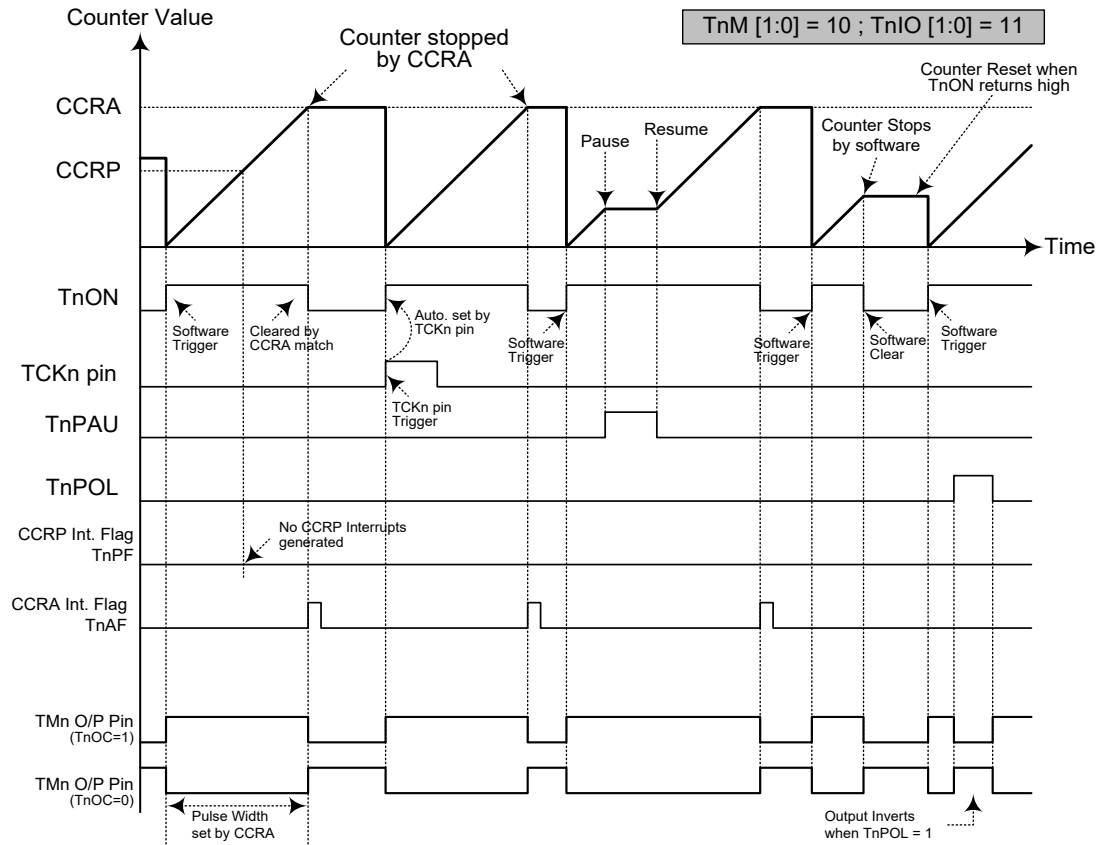 Counter Value
TnM [1:0] = 10 ; TnIO [1:0] = 11
Counter stopped
by CCRA
Counter Reset when
TnON returns high
CCRA
Pause
Resume
Counter Stops
by software
CCRP
Time
TnON
Software
Trigger
Cleared by
CCRA match
Auto. set by
TCKn pin
Software
Trigger
Software
Trigger
Software
Clear
Software
Trigger
TCKn pin
TCKn pin
Trigger
TnPAU
TnPOL
CCRP Int. Flag
TnPF
No CCRP Interrupts
generated
CCRA Int. Flag
TnAF
TMn O/P Pin
(TnOC=1)
TMn O/P Pin
(TnOC=0)
Pulse Width
set by CCRA
Output Inverts
when TnPOL = 1